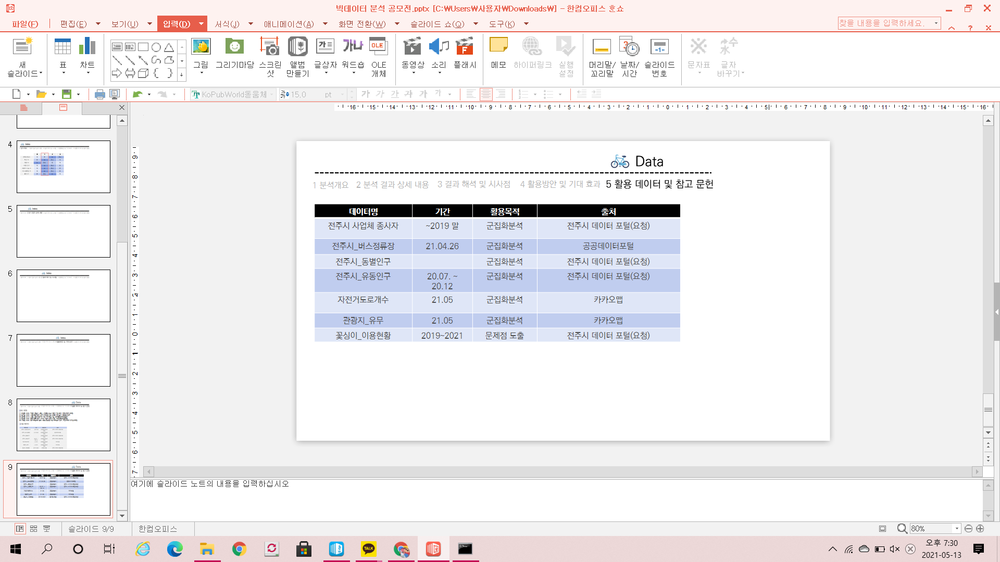 빅데이터 분석 공모전.pptx [C:₩Users₩사용자₩Downloads₩] - 한컴오피스 한쇼
파일(F) 편집(E) 보기(U) 입력(D) 서식(J) 애니메이션(A) 화면 전환(W) 슬라이드 쇼(Q) 도구(K) 찾을 내용을 입력하세요.
새 슬라이드 표 차트 그림 그리기마당 스크린샷 앨범 만들기 글상자 워드숍 OLE 개체 동영상 소리 플래시 메모 하이퍼링크 실행 설정 머리말/꼬리말 날짜/시간 슬라이드 번호 문자표 글자 바꾸기
KoPubWorld돋움체 15.0 pt
Data
1 분석개요 2 분석 결과 상세 내용 3 결과 해석 및 시사점 4 활용방안 및 기대 효과 5 활용 데이터 및 참고 문헌
데이터명 기간 활용목적 출처
전주시 사업체 종사자 ~2019 말 군집화분석 전주시 데이터 포털(요청)
전주시_버스정류장 21.04.26 군집화분석 공공데이터포털
전주시_동별인구 군집화분석 전주시 데이터 포털(요청)
전주시_유동인구 20.07. ~ 20.12 군집화분석 전주시 데이터 포털(요청)
자전거도로개수 21.05 군집화분석 카카오맵
관광지_유무 21.05 군집화분석 카카오맵
꽃싱이_이용현황 2019~2021 문제점 도출 전주시 데이터 포털(요청)
4
5
6
7
8
9
여기에 슬라이드 노트의 내용을 입력하십시오
슬라이드 9/9 한컴오피스 80%
오후 7:30
2021-05-13